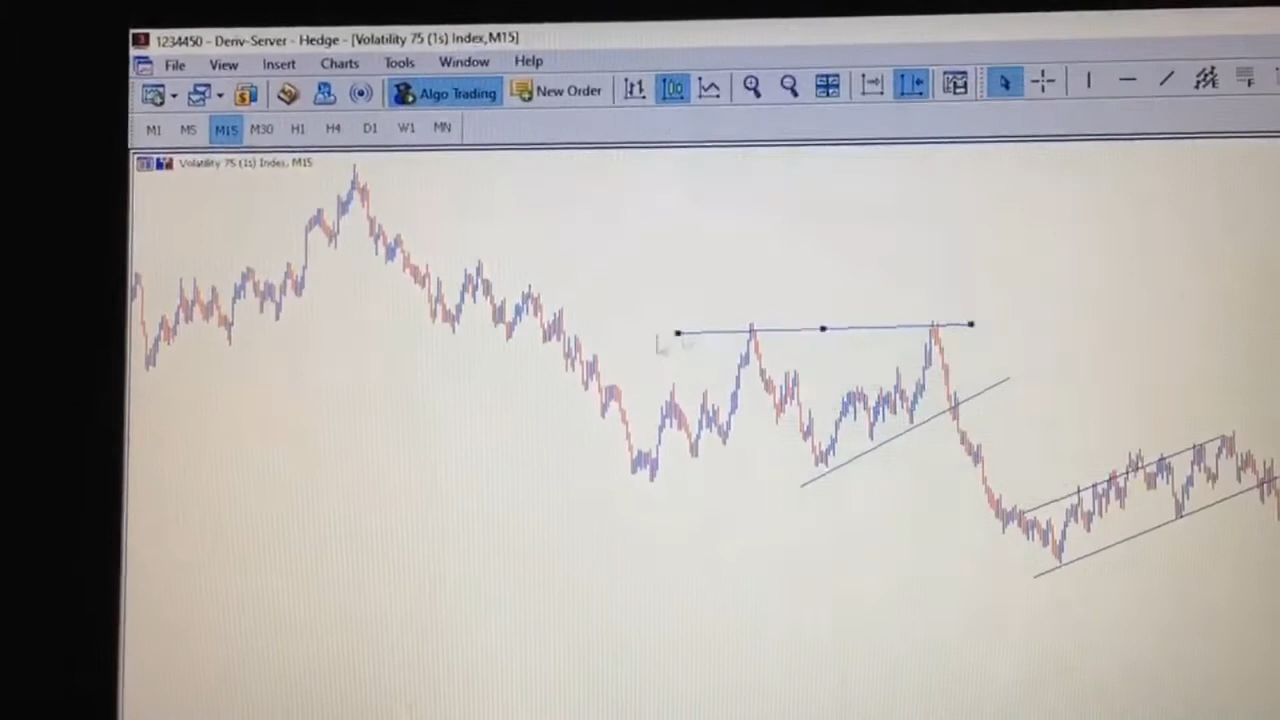 1234450 - Deriv-Server - Hedge - [Volatility 75 (1s) Index,M15]
File View Insert Charts Tools Window Help
Algo Trading New Order
M1 M5 M15 M30 H1 H4 D1 W1 MN
Volatility 75 (1s) Index, M15